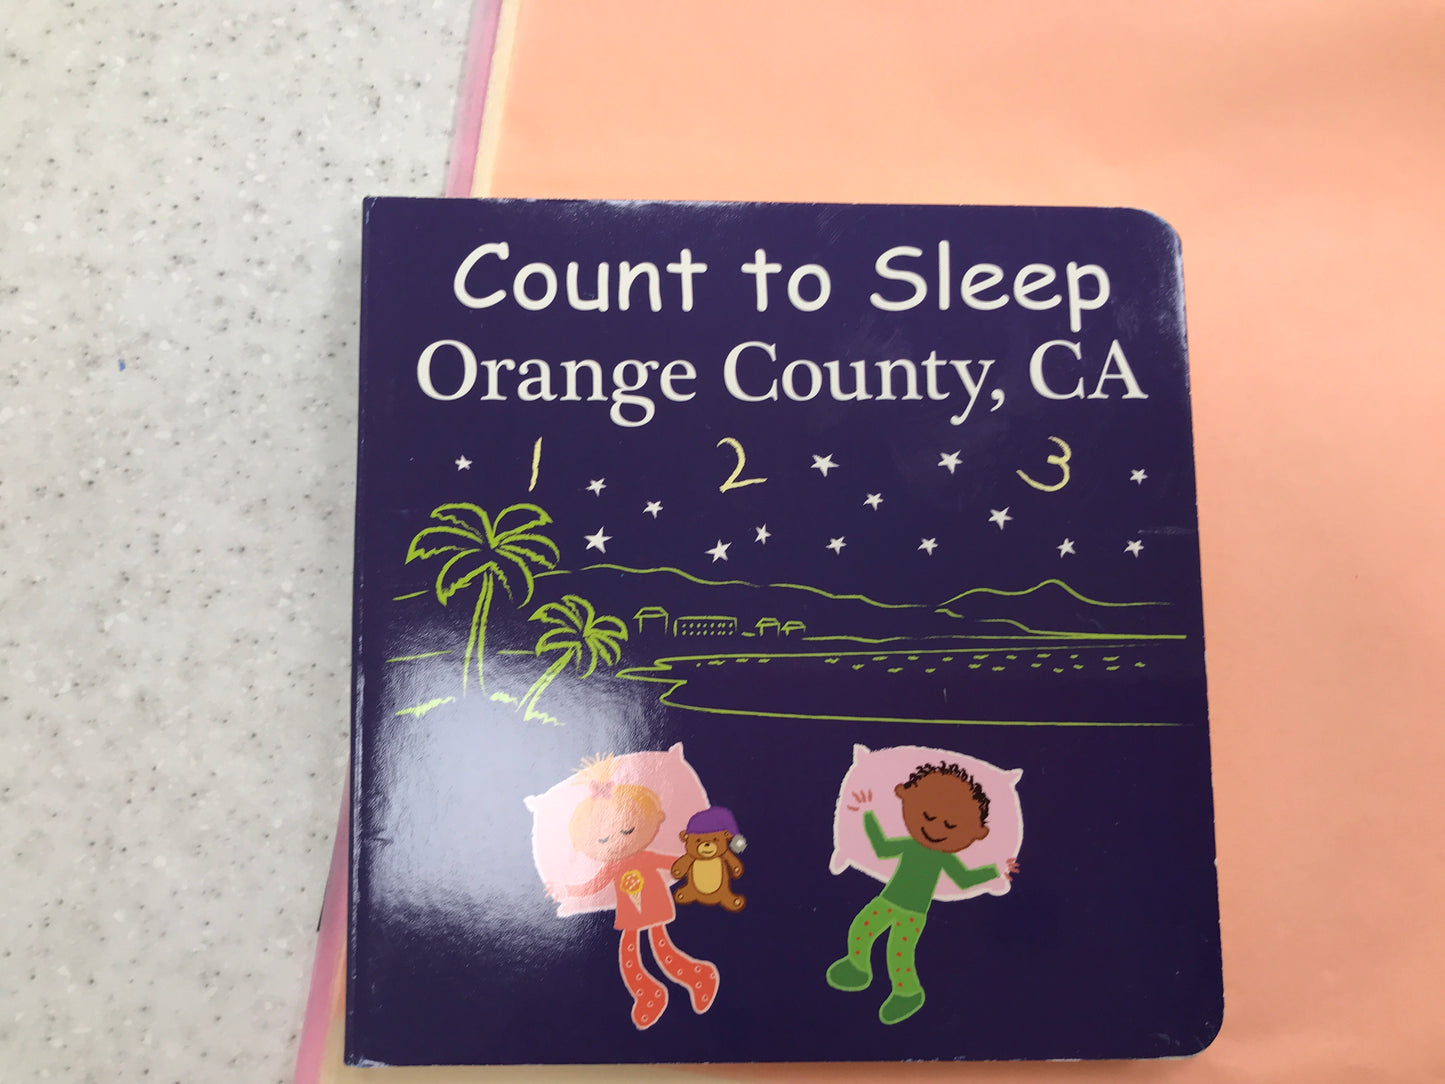 Count to Sleep
Orange County, CA
1 2 3